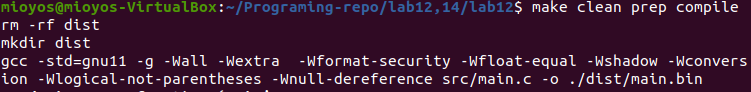 mioyos@mioyos-VirtualBox:~/Programing-repo/lab12,14/lab12$ make clean prep compile
rm -rf dist
mkdir dist
gcc -std=gnu11 -g -Wall -Wextra  -Wformat-security -Wfloat-equal -Wshadow -Wconvers
ion -Wlogical-not-parentheses -Wnull-dereference src/main.c -o ./dist/main.bin